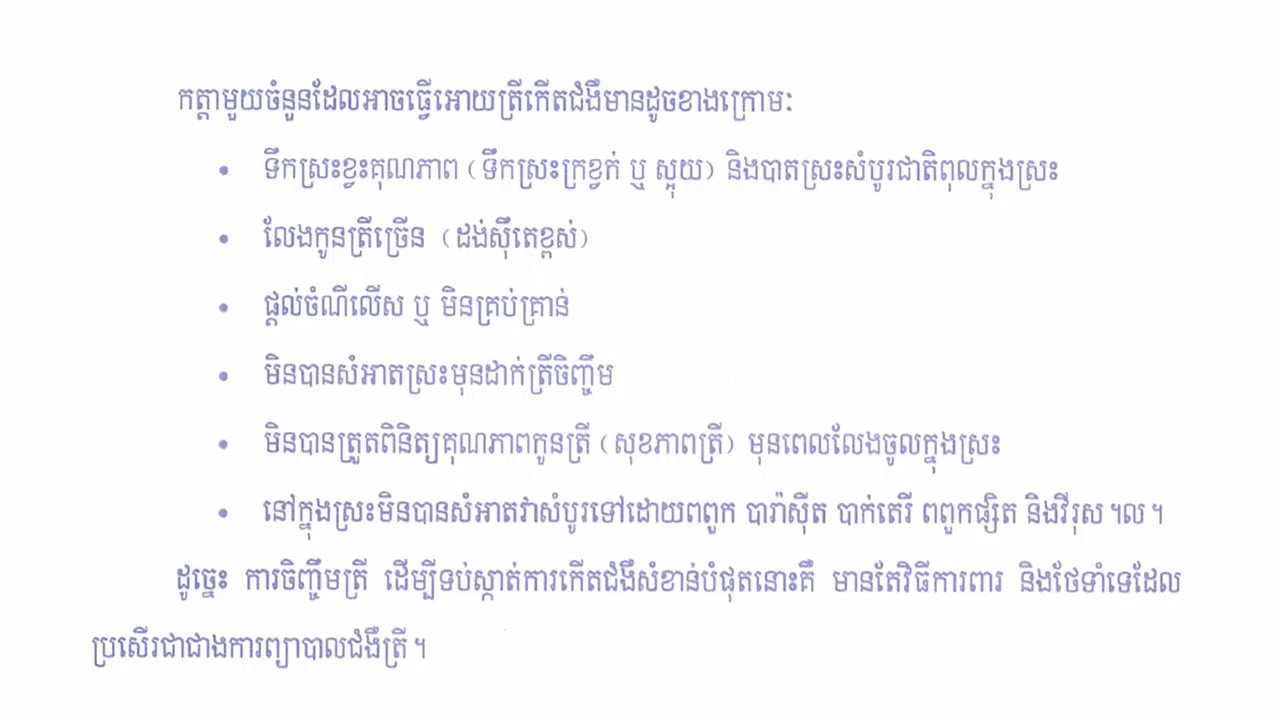 កត្តាមួយចំនួនដែលអាចធ្វើអោយត្រីកើតជំងឺមានដូចខាងក្រោមៈ
• ទឹកស្រះខ្វះគុណភាព (ទឹកស្រះក្រខ្វក់ ឬ ស្អុយ) និងបាតស្រះសំបូរជាតិពុលក្នុងស្រះ
• លែងកូនត្រីច្រើន (ដង់ស៊ីតេខ្ពស់)
• ផ្តល់ចំណីលើស ឬ មិនគ្រប់គ្រាន់
• មិនបានសំអាតស្រះមុនដាក់ត្រីចិញ្ចឹម
• មិនបានត្រួតពិនិត្យគុណភាពកូនត្រី (សុខភាពត្រី) មុនពេលលែងចូលក្នុងស្រះ
• នៅក្នុងស្រះមិនបានសំអាតវាសំបូរទៅដោយពពួក បារ៉ាស៊ីត បាក់តេរី ពពួកផ្សិត និងវីរុស។ល។
ដូច្នេះ ការចិញ្ចឹមត្រី ដើម្បីទប់ស្កាត់ការកើតជំងឺសំខាន់បំផុតនោះគឺ មានតែវិធីការពារ និងថែទាំទេដែល
ប្រសើរជាជាងការព្យាបាលជំងឺត្រី។